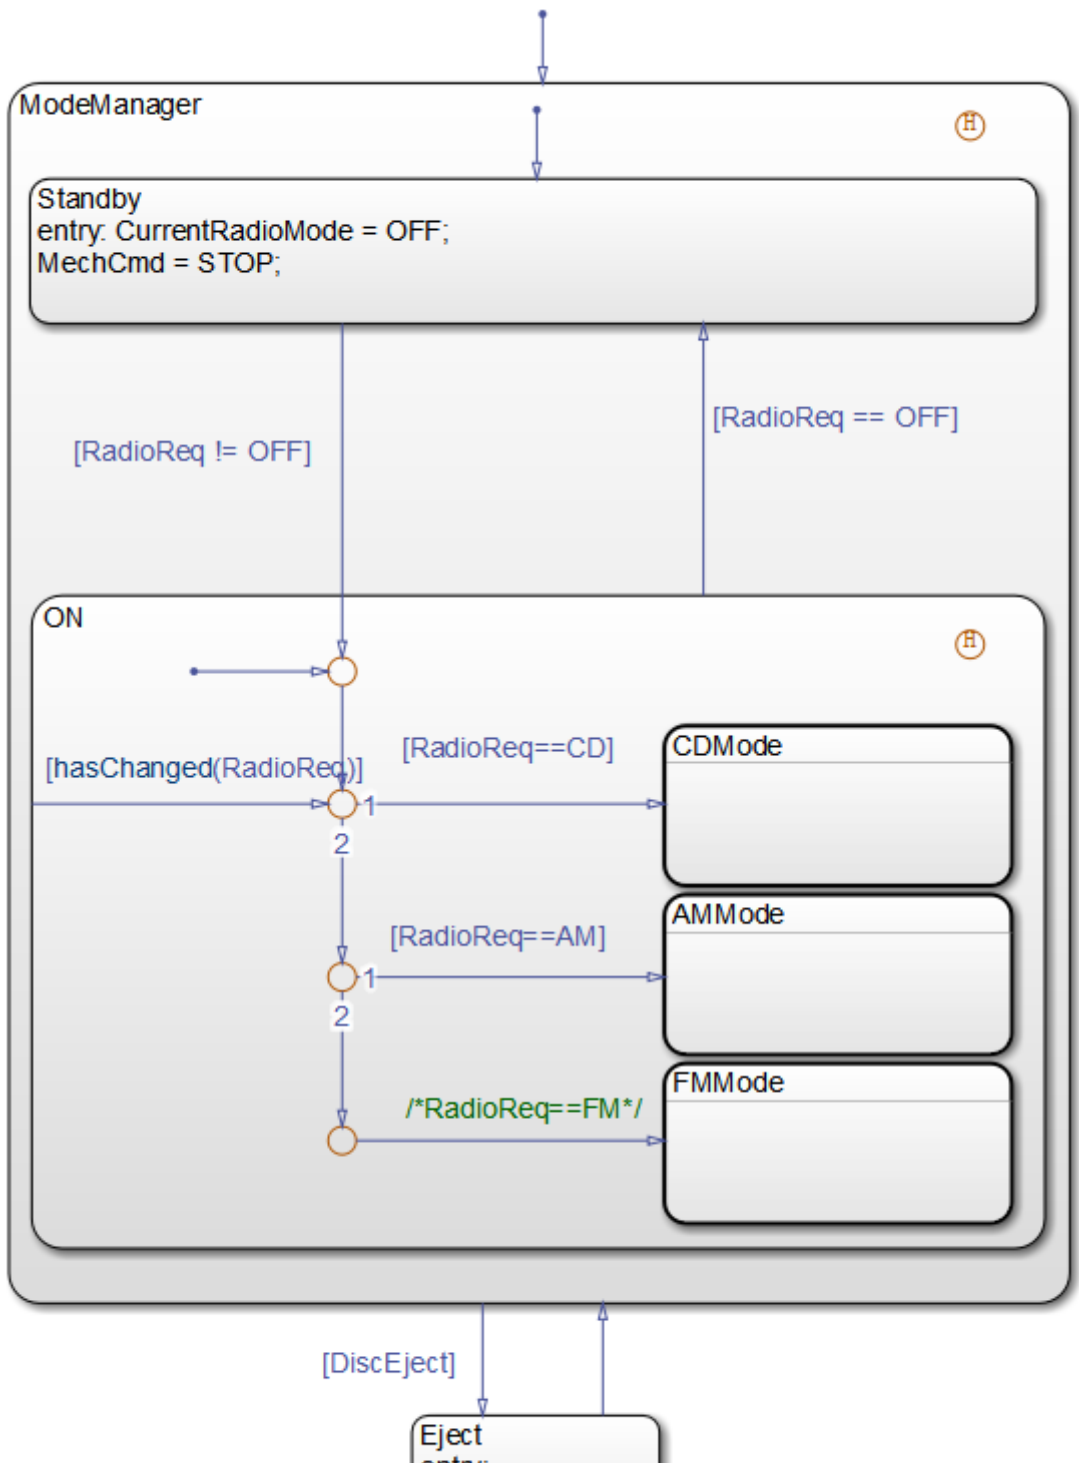 ModeManager
H
Standby
entry: CurrentRadioMode = OFF;
MechCmd = STOP;
[RadioReq != OFF]
[RadioReq == OFF]
ON
H
[RadioReq==CD]
CDMode
[hasChanged(RadioReq)]
1
2
AMMode
[RadioReq==AM]
1
2
FMMode
/*RadioReq==FM*/
[DiscEject]
Eject
entry: